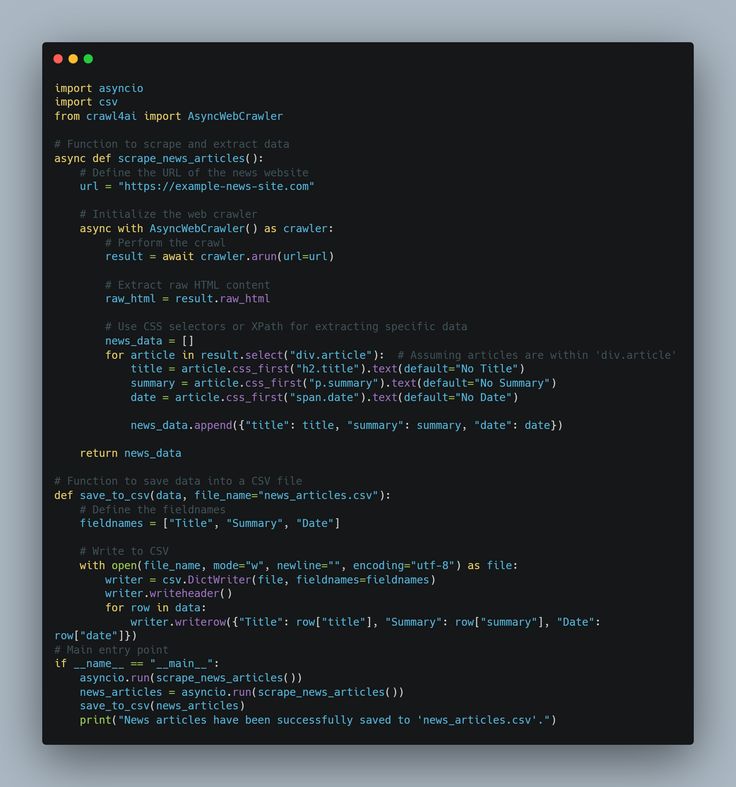 import asyncio
import csv
from crawl4ai import AsyncWebCrawler

# Function to scrape and extract data
async def scrape_news_articles():
    # Define the URL of the news website
    url = "https://example-news-site.com"

    # Initialize the web crawler
    async with AsyncWebCrawler() as crawler:
        # Perform the crawl
        result = await crawler.arun(url=url)

        # Extract raw HTML content
        raw_html = result.raw_html

        # Use CSS selectors or XPath for extracting specific data
        news_data = []
        for article in result.select("div.article"):  # Assuming articles are within 'div.article'
            title = article.css_first("h2.title").text(default="No Title")
            summary = article.css_first("p.summary").text(default="No Summary")
            date = article.css_first("span.date").text(default="No Date")

            news_data.append({"title": title, "summary": summary, "date": date})

    return news_data

# Function to save data into a CSV file
def save_to_csv(data, file_name="news_articles.csv"):
    # Define the fieldnames
    fieldnames = ["Title", "Summary", "Date"]

    # Write to CSV
    with open(file_name, mode="w", newline="", encoding="utf-8") as file:
        writer = csv.DictWriter(file, fieldnames=fieldnames)
        writer.writeheader()
        for row in data:
            writer.writerow({"Title": row["title"], "Summary": row["summary"], "Date":
row["date"]})
# Main entry point
if __name__ == "__main__":
    asyncio.run(scrape_news_articles())
    news_articles = asyncio.run(scrape_news_articles())
    save_to_csv(news_articles)
    print("News articles have been successfully saved to 'news_articles.csv'.")